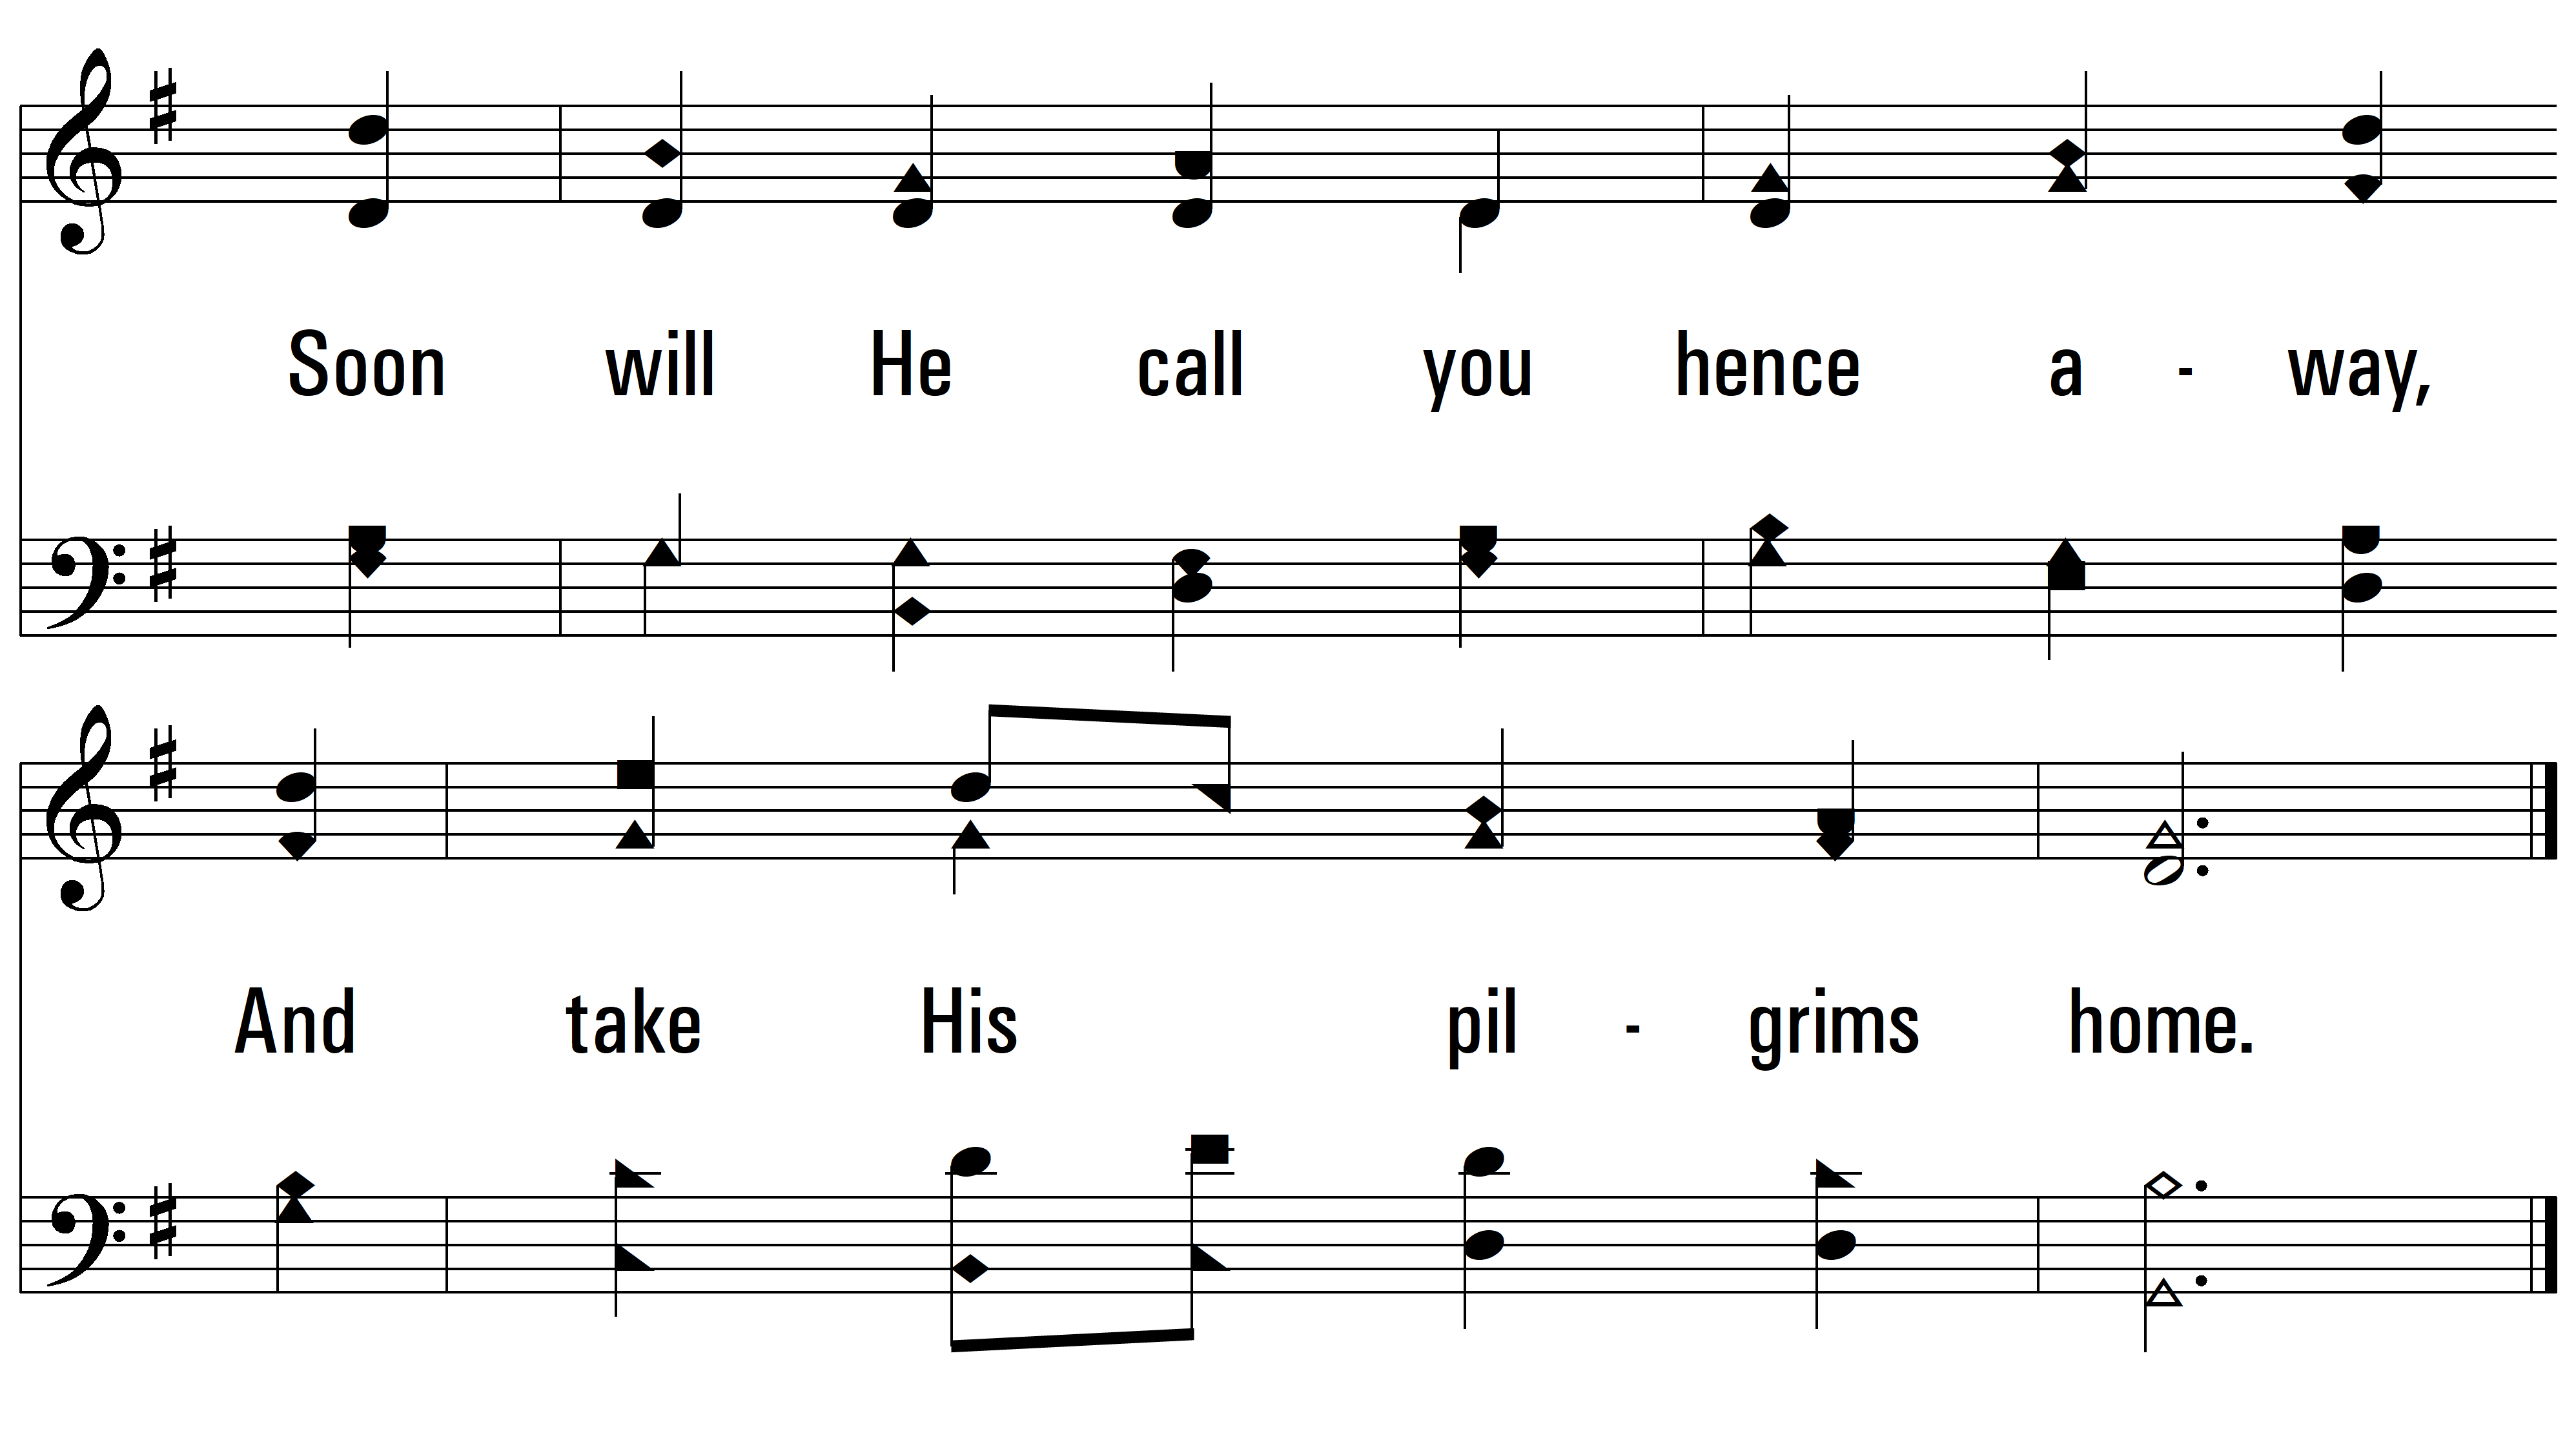 Soon will He call you hence a - way,
And take His pil - grims home.